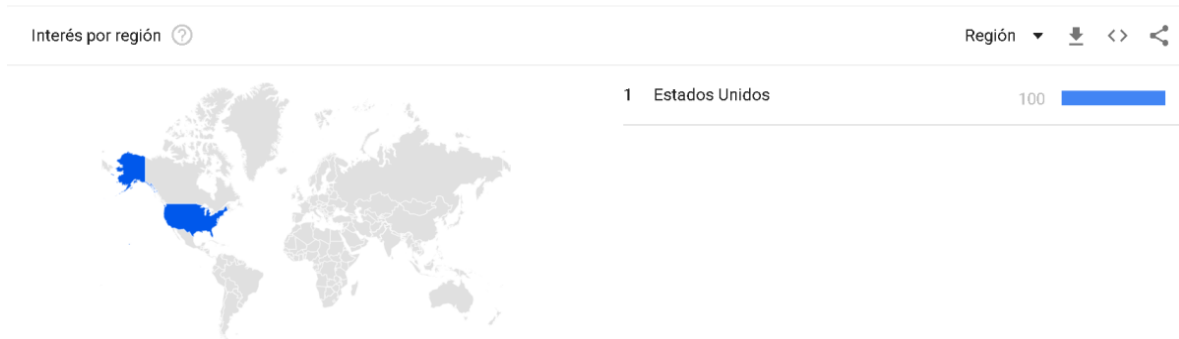 Interés por región
Región
1 Estados Unidos 100